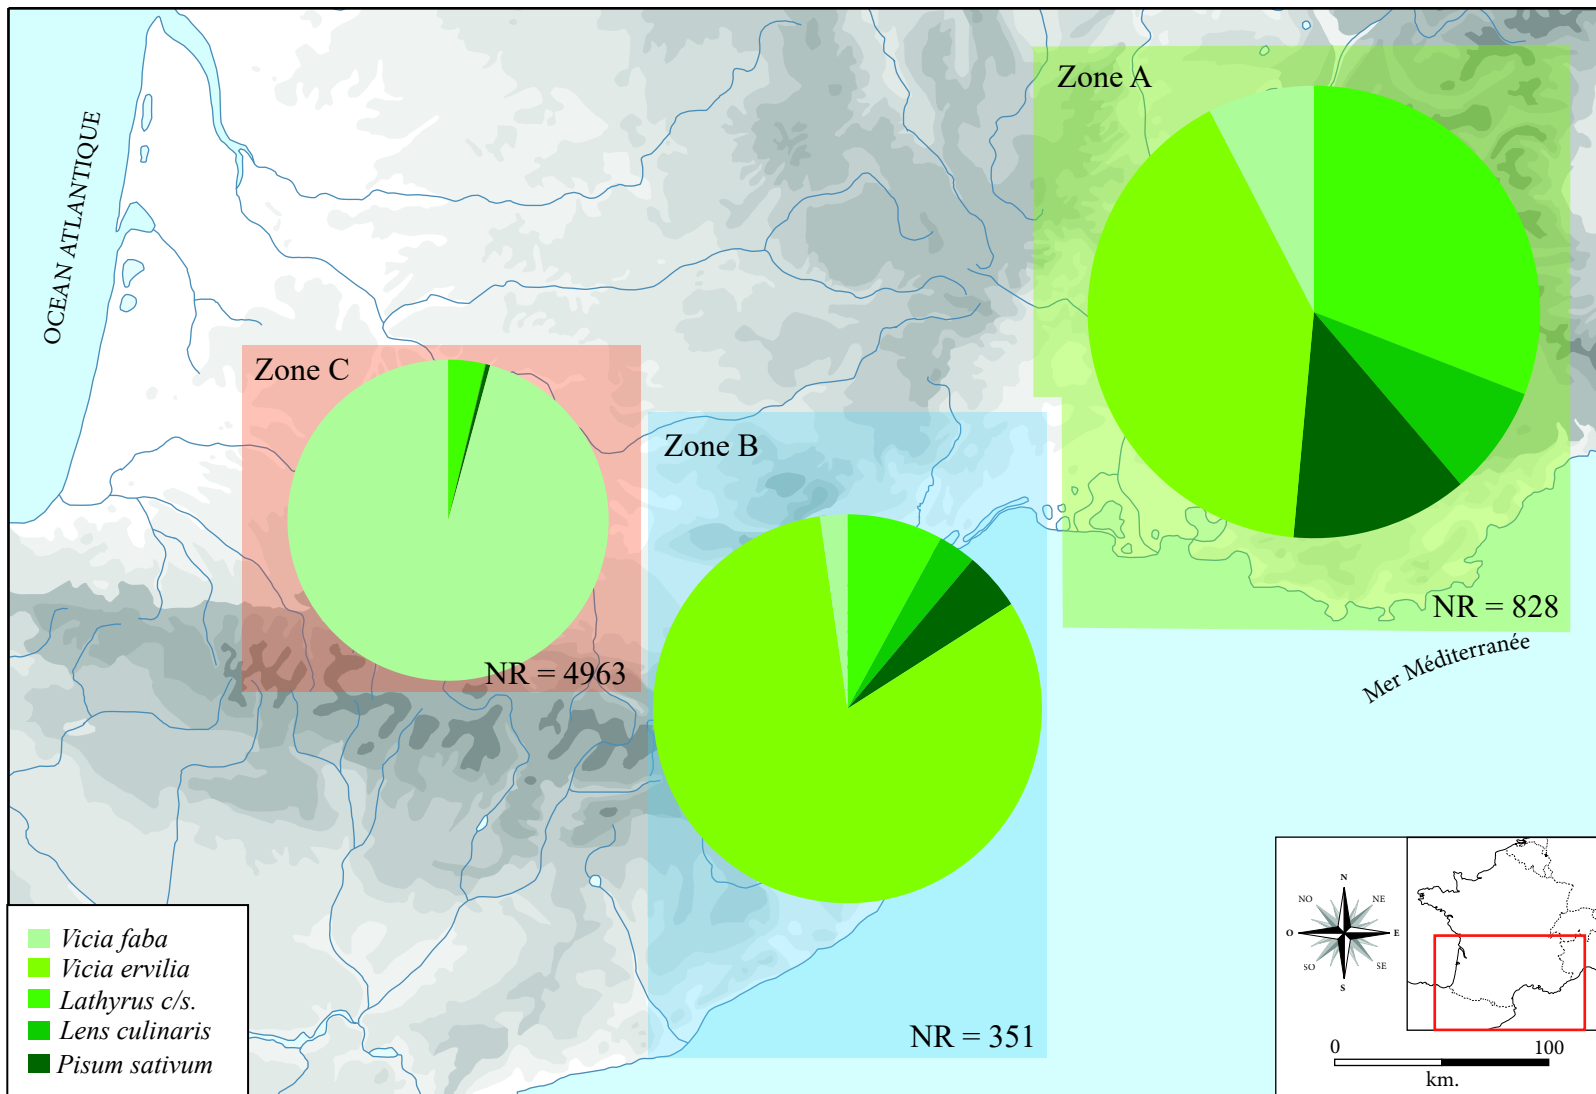 Zone A
OCEAN ATLANTIQUE
Zone C
Zone B
NR = 828
Mer Méditerranée
NR = 4963
NR = 351
Vicia faba
Vicia ervilia
Lathyrus c/s.
Lens culinaris
Pisum sativum
N
NO
NE
O
E
SO
SE
S
0
100
km.